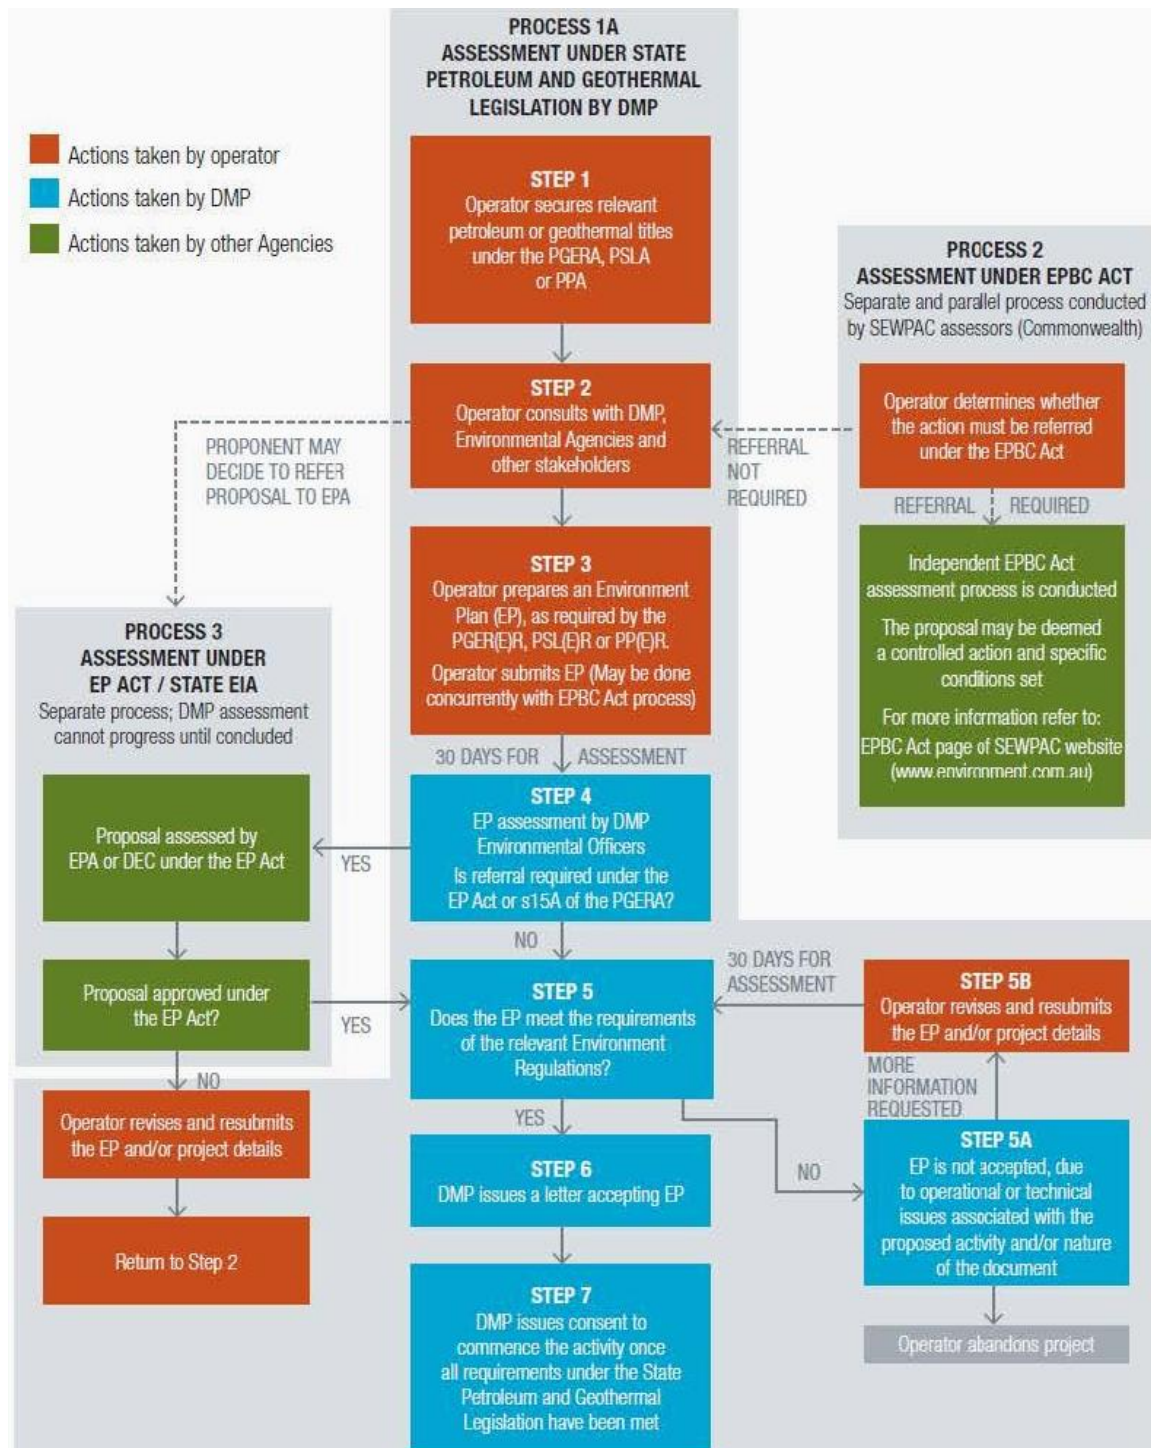 PROCESS 1A
ASSESSMENT UNDER STATE
PETROLEUM AND GEOTHERMAL
LEGISLATION BY DMP
Actions taken by operator
Actions taken by DMP
Actions taken by other Agencies
STEP 1
Operator secures relevant
petroleum or geothermal titles
under the PGERA, PSLA
or PPA
PROCESS 2
ASSESSMENT UNDER EPBC ACT
Separate and parallel process conducted
by SEWPAC assessors (Commonwealth)
STEP 2
Operator consults with DMP,
Environmental Agencies and
other stakeholders
Operator determines whether
the action must be referred
under the EPBC Act
PROPONENT MAY
DECIDE TO REFER
PROPOSAL TO EPA
REFERRAL
NOT
REQUIRED
REFERRAL REQUIRED
STEP 3
Operator prepares an Environment
Plan (EP), as required by the
PGER(E)R, PSL(E)R or PP(E)R.
Operator submits EP (May be done
concurrently with EPBC Act process)
Independent EPBC Act
assessment process is conducted
The proposal may be deemed
a controlled action and specific
conditions set
For more information refer to:
EPBC Act page of SEWPAC website
(www.environment.com.au)
PROCESS 3
ASSESSMENT UNDER
EP ACT / STATE EIA
Separate process; DMP assessment
cannot progress until concluded
30 DAYS FOR ASSESSMENT
STEP 4
EP assessment by DMP
Environmental Officers
Is referral required under the
EP Act or s15A of the PGERA?
Proposal assessed by
EPA or DEC under the EP Act
YES
NO
Proposal approved under
the EP Act?
YES
STEP 5
Does the EP meet the requirements
of the relevant Environment
Regulations?
30 DAYS FOR
ASSESSMENT
STEP 5B
Operator revises and resubmits
the EP and/or project details
MORE
INFORMATION
REQUESTED
NO
Operator revises and resubmits
the EP and/or project details
YES
NO
STEP 5A
EP is not accepted, due
to operational or technical
issues associated with the
proposed activity and/or nature
of the document
STEP 6
DMP issues a letter accepting EP
Return to Step 2
STEP 7
DMP issues consent to
commence the activity once
all requirements under the State
Petroleum and Geothermal
Legislation have been met
Operator abandons project